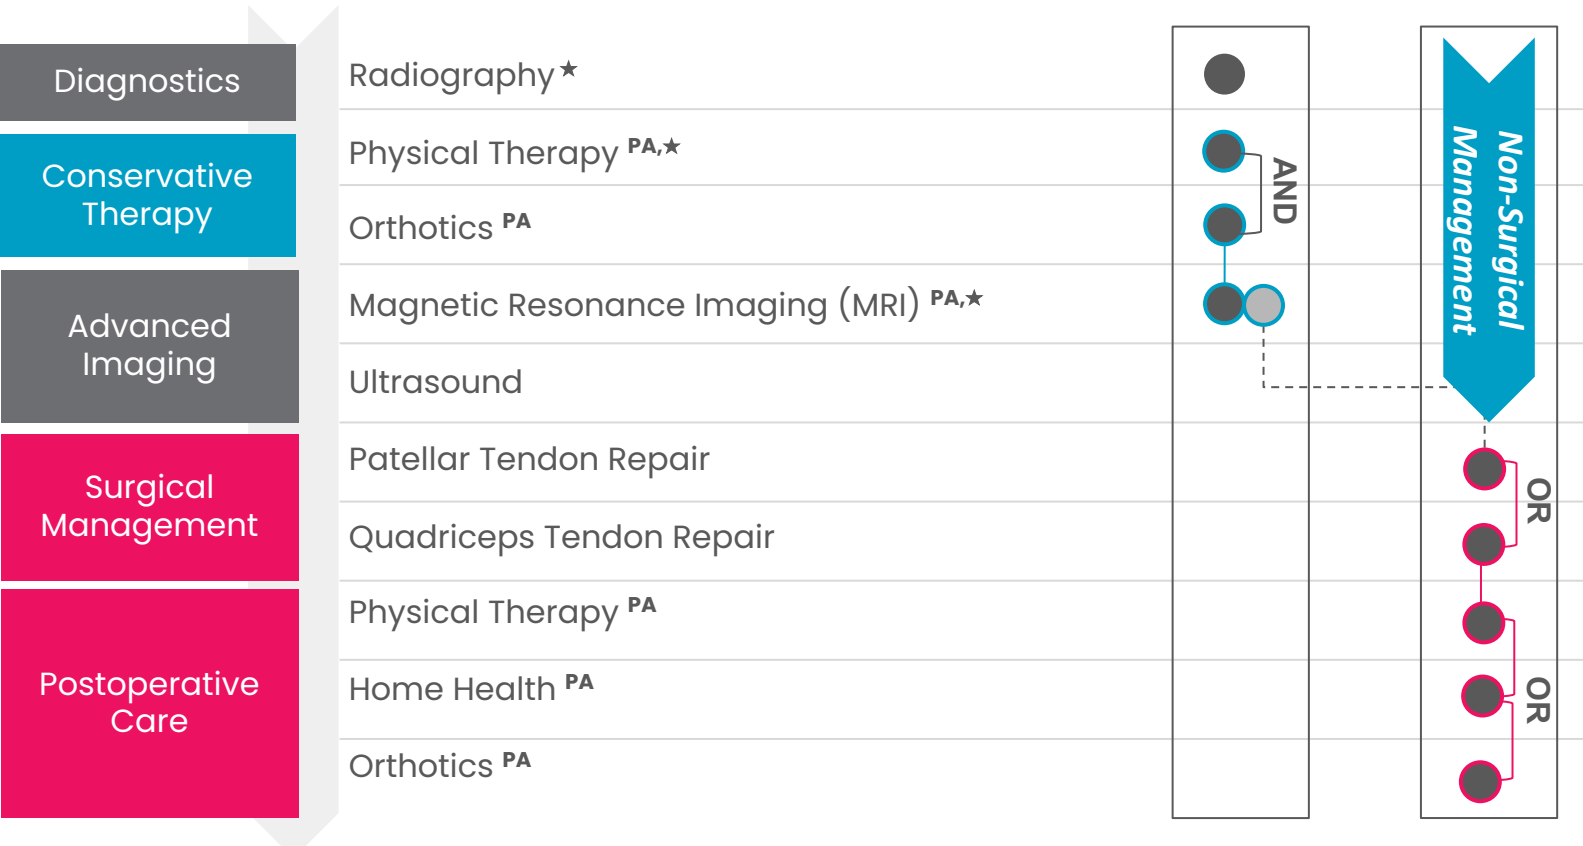 Diagnostics
Radiography ★
Conservative
Therapy
Physical Therapy PA,★
Orthotics PA
AND
Advanced
Imaging
Magnetic Resonance Imaging (MRI) PA,★
Ultrasound
Non-Surgical
Management
Surgical
Management
Patellar Tendon Repair
Quadriceps Tendon Repair
OR
Postoperative
Care
Physical Therapy PA
Home Health PA
Orthotics PA
OR